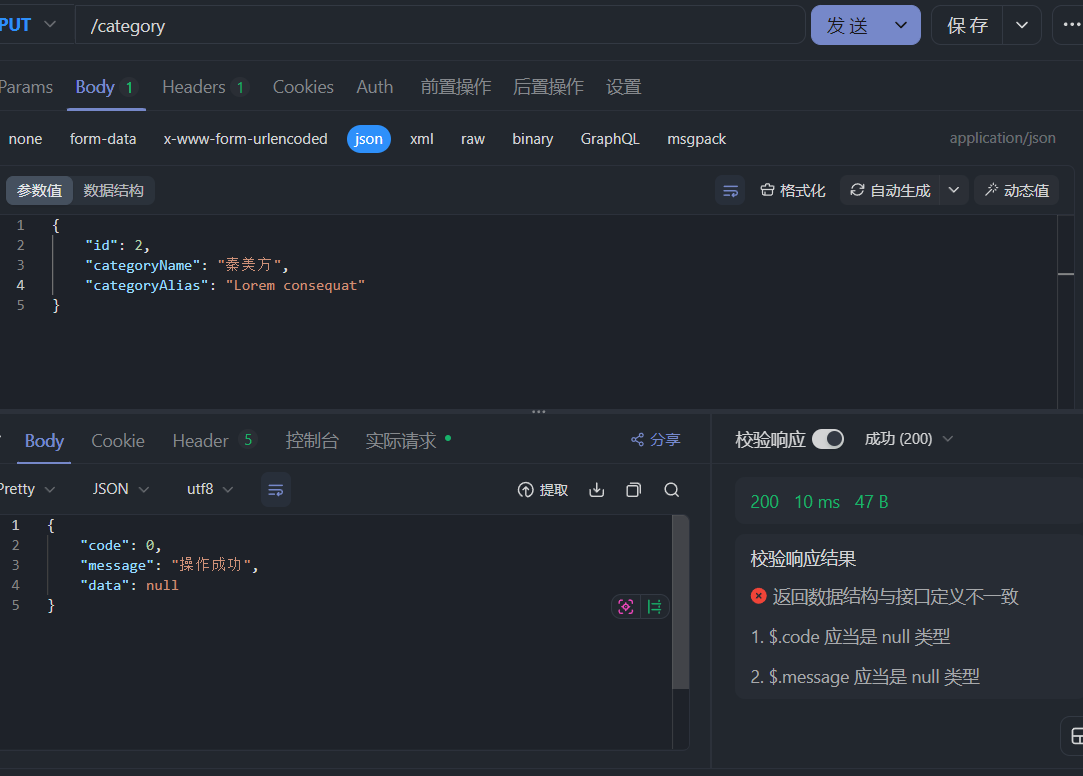 PUT /category 发送 保存
Params Body 1 Headers 1 Cookies Auth 前置操作 后置操作 设置
none form-data x-www-form-urlencoded json xml raw binary GraphQL msgpack application/json
参数值 数据结构 格式化 自动生成 动态值
1 {
2 "id": 2,
3 "categoryName": "秦美方",
4 "categoryAlias": "Lorem consequat"
5 }
Body Cookie Header 5 控制台 实际请求 分享
Pretty JSON utf8 提取
1 {
2 "code": 0,
3 "message": "操作成功",
4 "data": null
5 }
校验响应 成功 (200)
200 10 ms 47 B
校验响应结果
返回数据结构与接口定义不一致
1. $.code 应当是 null 类型
2. $.message 应当是 null 类型